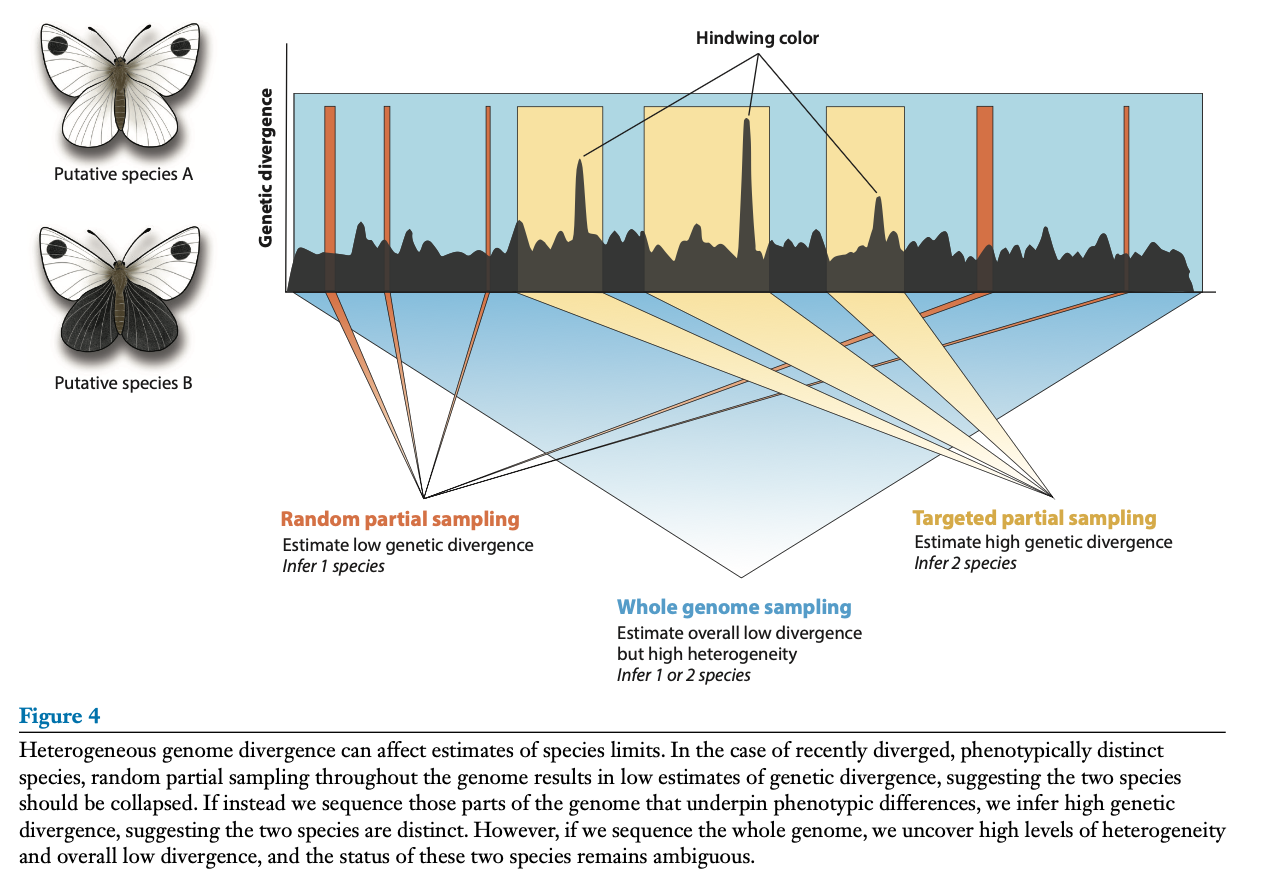 Putative species A
Putative species B
Hindwing color
Genetic divergence
Random partial sampling
Estimate low genetic divergence
Infer 1 species
Targeted partial sampling
Estimate high genetic divergence
Infer 2 species
Whole genome sampling
Estimate overall low divergence
but high heterogeneity
Infer 1 or 2 species
Figure 4
Heterogeneous genome divergence can affect estimates of species limits. In the case of recently diverged, phenotypically distinct
species, random partial sampling throughout the genome results in low estimates of genetic divergence, suggesting the two species
should be collapsed. If instead we sequence those parts of the genome that underpin phenotypic differences, we infer high genetic
divergence, suggesting the two species are distinct. However, if we sequence the whole genome, we uncover high levels of heterogeneity
and overall low divergence, and the status of these two species remains ambiguous.